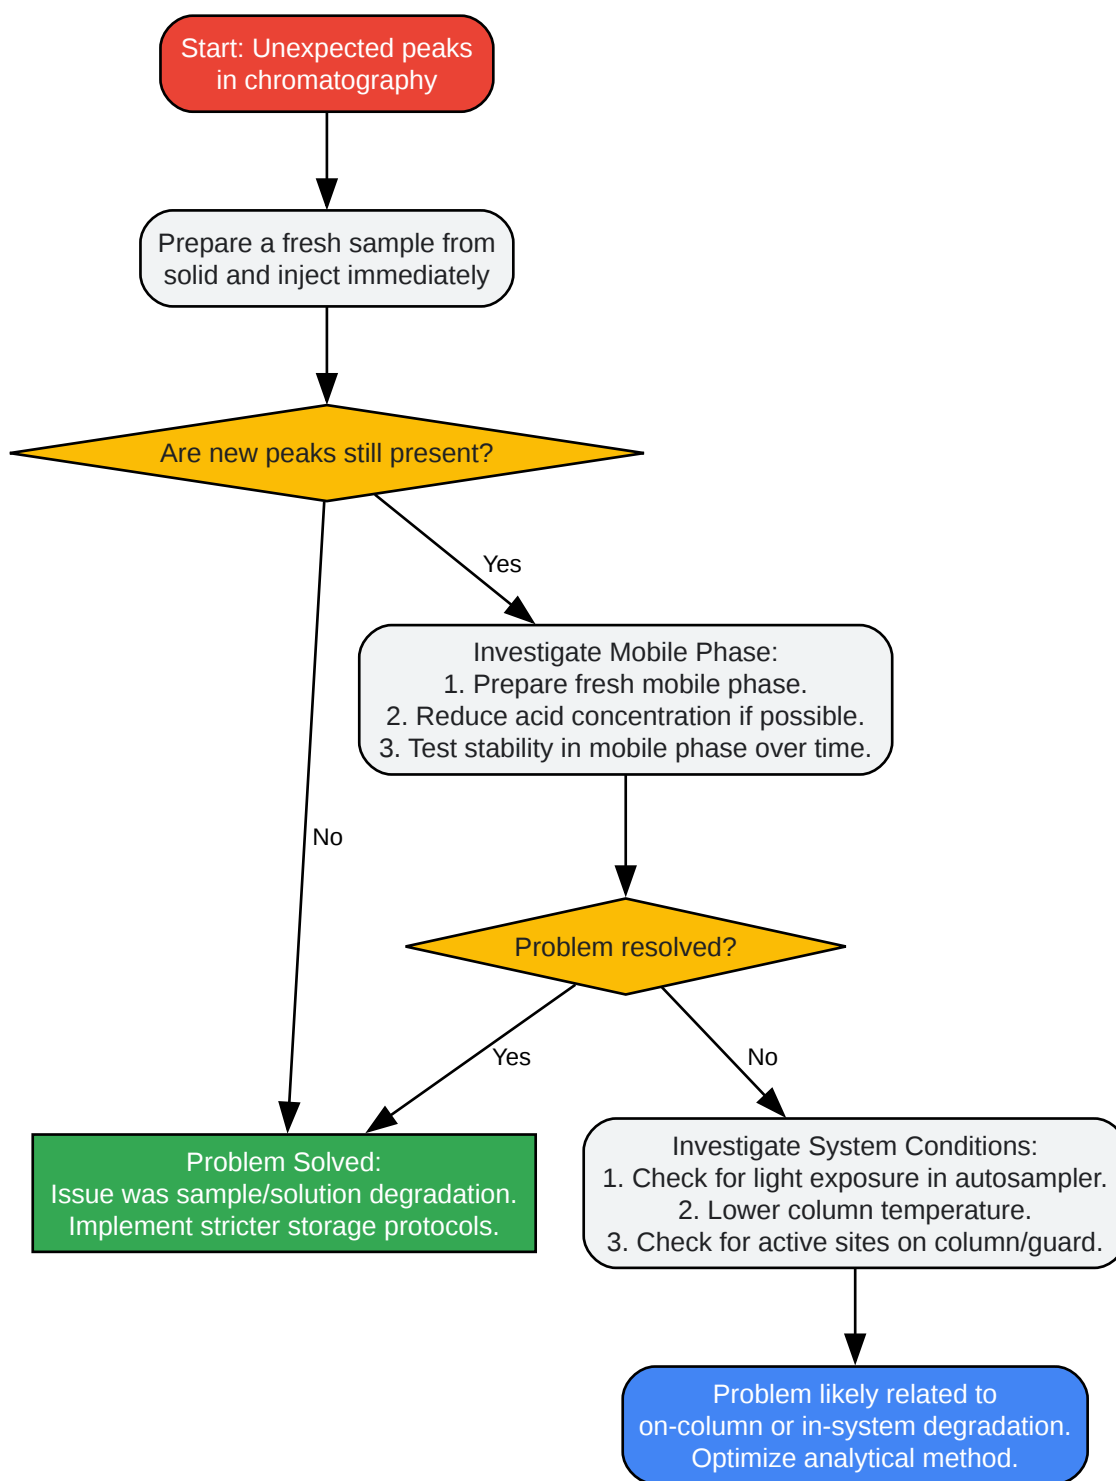 Start: Unexpected peaks
in chromatography
Prepare a fresh sample from
solid and inject immediately
Are new peaks still present?
Yes
Investigate Mobile Phase:
1. Prepare fresh mobile phase.
2. Reduce acid concentration if possible.
3. Test stability in mobile phase over time.
No
Problem resolved?
Yes
No
Problem Solved:
Issue was sample/solution degradation.
Implement stricter storage protocols.
Investigate System Conditions:
1. Check for light exposure in autosampler.
2. Lower column temperature.
3. Check for active sites on column/guard.
Problem likely related to
on-column or in-system degradation.
Optimize analytical method.